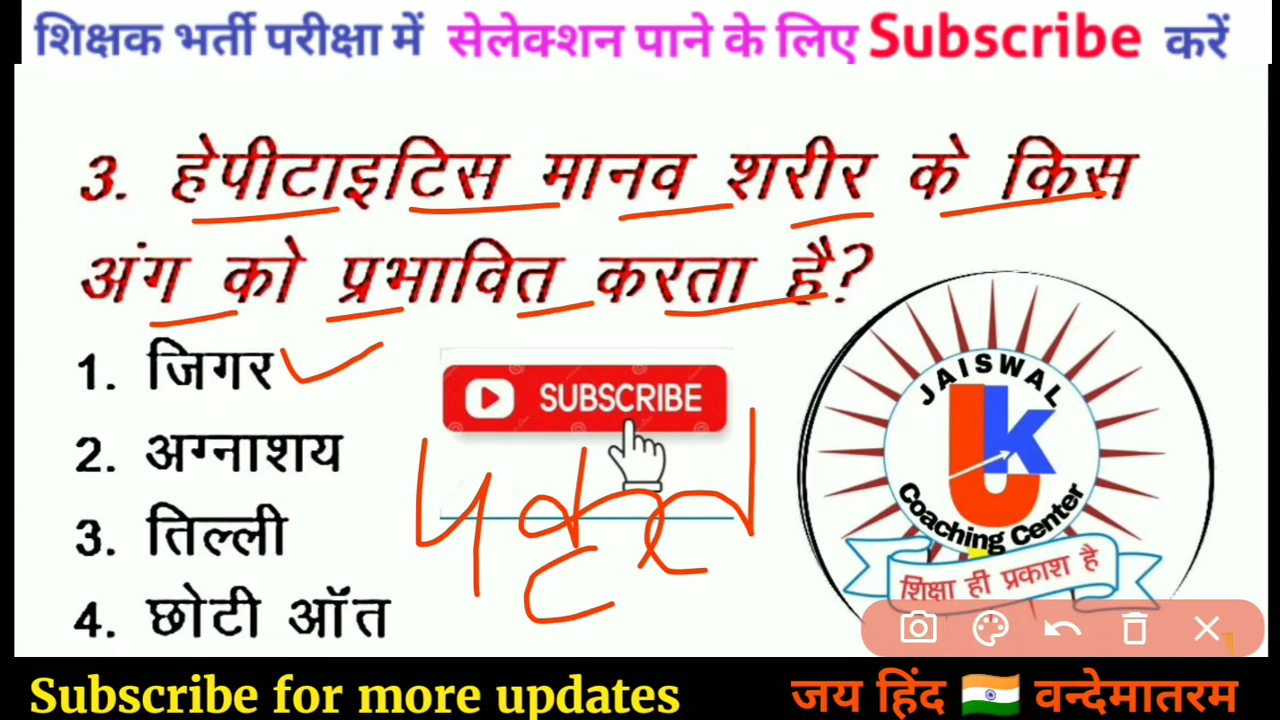 शिक्षक भर्ती परीक्षा में सेलेक्शन पाने के लिए Subscribe करें
3. हेपीटाइटिस मानव शरीर के किस
अंग को प्रभावित करता है?
1. जिगर
2. अग्नाशय
3. तिल्ली
4. छोटी ऑंत
SUBSCRIBE
यकृत
JAISWAL
JK
Coaching Center
शिक्षा ही प्रकाश है
Subscribe for more updates
जय हिंद वन्देमातरम